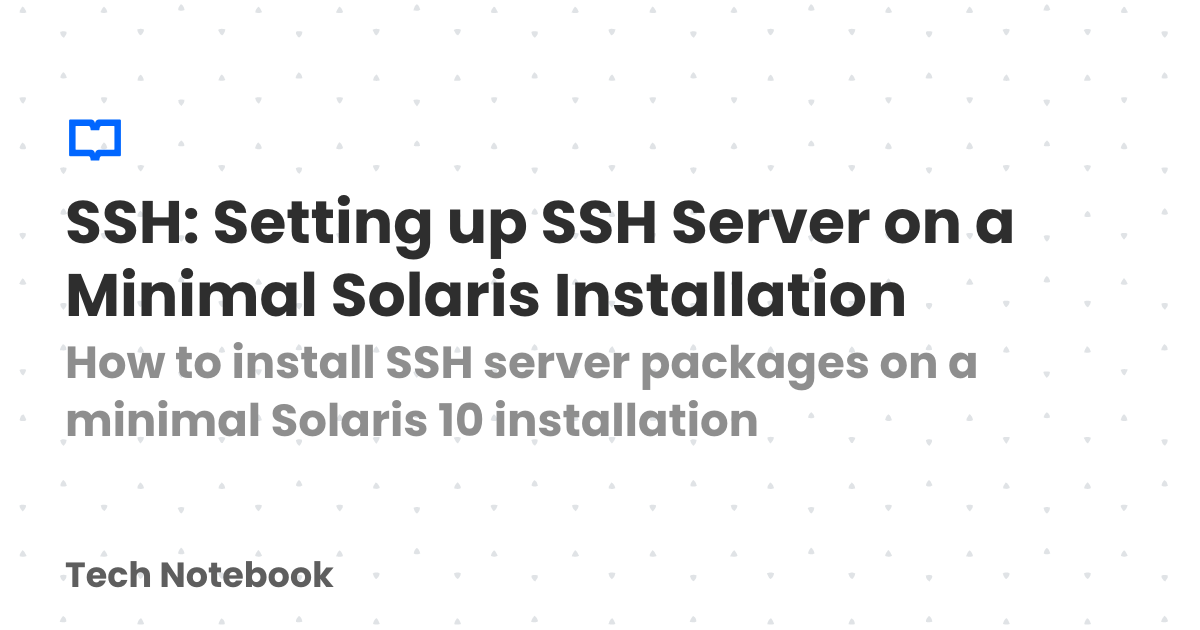 SSH: Setting up SSH Server on a
Minimal Solaris Installation
How to install SSH server packages on a
minimal Solaris 10 installation
Tech Notebook